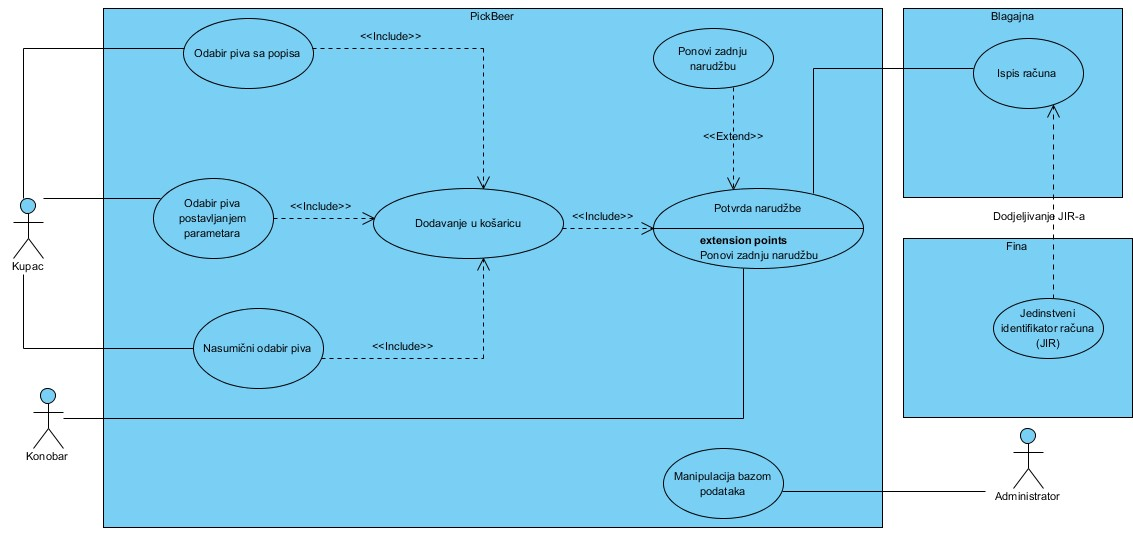 PickBeer
Blagajna
Odabir piva sa popisa
<<Include>>
Ponovi zadnju
narudžbu
Ispis računa
<<Extend>>
Odabir piva
postavljanjem
parametara
<<Include>>
Dodavanje u košaricu
<<Include>>
Potvrda narudžbe
extension points
Ponovi zadnju narudžbu
Dodjeljivanje JIR-a
Fina
Kupac
Jedinstveni
identifikator računa
(JIR)
Nasumični odabir piva
<<Include>>
Konobar
Manipulacija bazom
podataka
Administrator